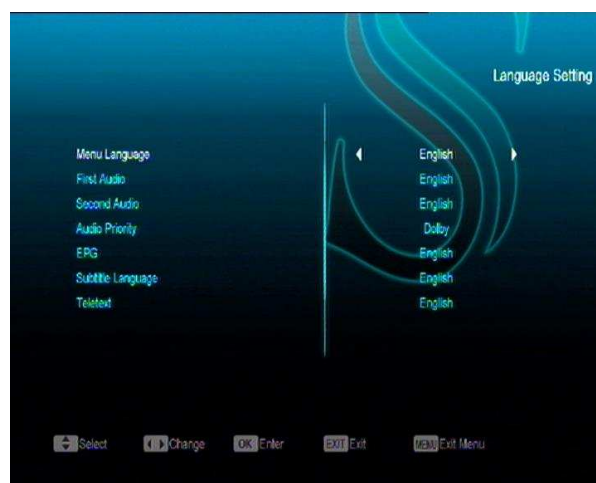 Language Setting
Menu Language English
First Audio English
Second Audio English
Audio Priority Dolby
EPG English
Subtitle Language English
Teletext English
Select Change OK Enter EXIT Exit MENU Exit Menu